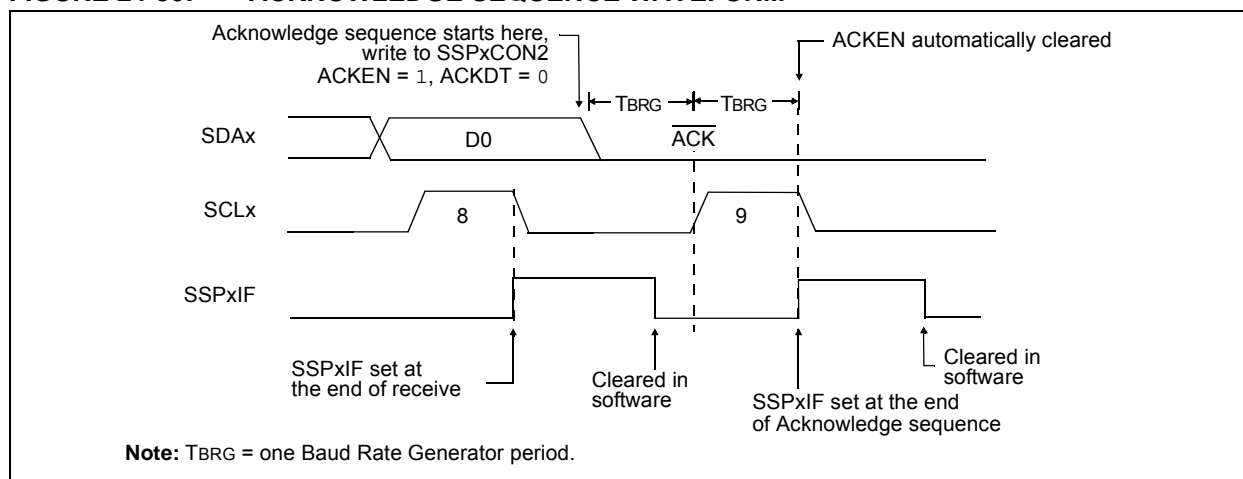 Acknowledge sequence starts here,
write to SSPxCON2
ACKEN = 1, ACKDT = 0
ACKEN automatically cleared
TBRG
TBRG
SDAx
D0
ACK
SCLx
8
9
SSPxIF
SSPxIF set at
the end of receive
Cleared in
software
SSPxIF set at the end
of Acknowledge sequence
Cleared in
software
Note: TBRG = one Baud Rate Generator period.